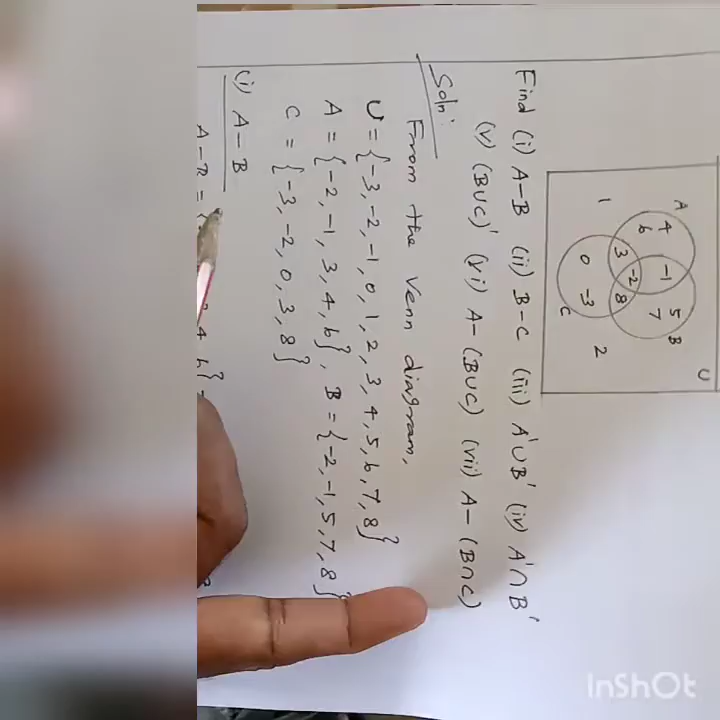 A
B
C
U
4
6
-1
5
7
3
-2
8
0
-3
1
2
Find (i) A-B (ii) B-C (iii) A'∪B' (iv) A'∩B'
(v) (B∪C)' (vi) A-(B∪C) (vii) A-(B∩C)
Soln:
From the Venn diagram,
U = {-3, -2, -1, 0, 1, 2, 3, 4, 5, 6, 7, 8}
A = {-2, -1, 3, 4, 6}, B = {-2, -1, 5, 7, 8}
C = {-3, -2, 0, 3, 8}
(i) A-B
A-B = {
InShOt